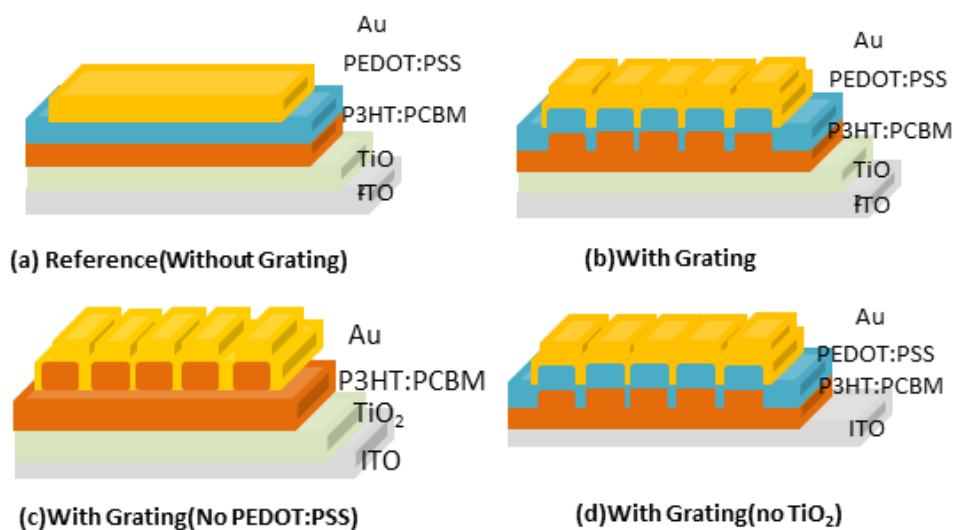 Au
PEDOT:PSS
P3HT:PCBM
TiO
2
ITO
(a) Reference(Without Grating)
Au
PEDOT:PSS
P3HT:PCBM
TiO
2
ITO
(b)With Grating
Au
P3HT:PCBM
TiO₂
ITO
(c)With Grating(No PEDOT:PSS)
Au
PEDOT:PSS
P3HT:PCBM
ITO
(d)With Grating(no TiO₂)